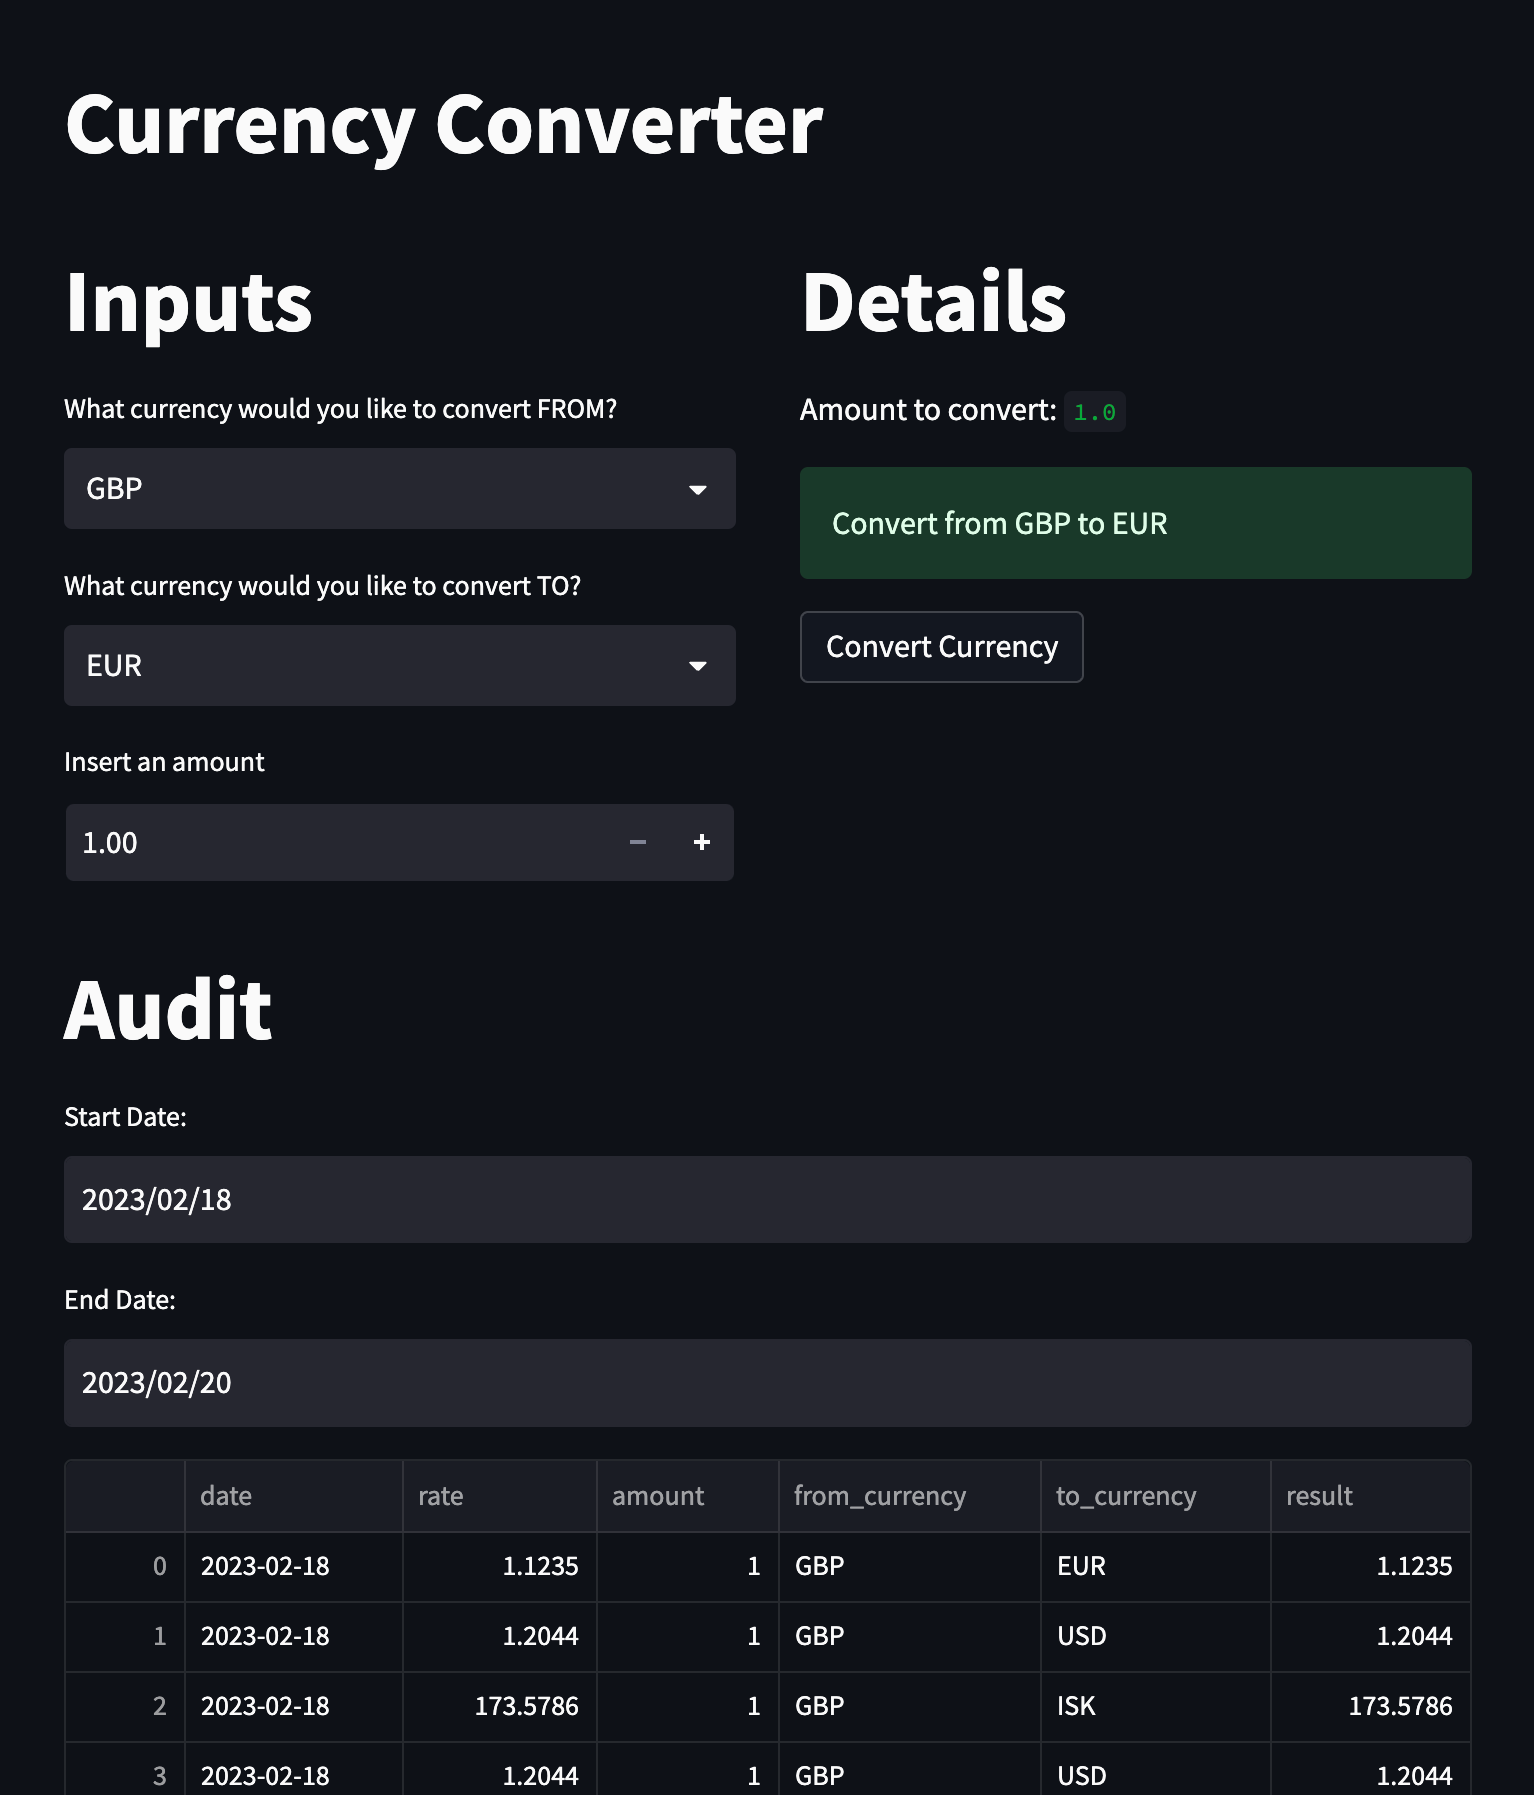 Currency Converter
Inputs
What currency would you like to convert FROM?
GBP
What currency would you like to convert TO?
EUR
Insert an amount
1.00 − +
Details
Amount to convert: 1.0
Convert from GBP to EUR
Convert Currency
Audit
Start Date:
2023/02/18
End Date:
2023/02/20
date rate amount from_currency to_currency result
0 2023-02-18 1.1235 1 GBP EUR 1.1235
1 2023-02-18 1.2044 1 GBP USD 1.2044
2 2023-02-18 173.5786 1 GBP ISK 173.5786
3 2023-02-18 1.2044 1 GBP USD 1.2044